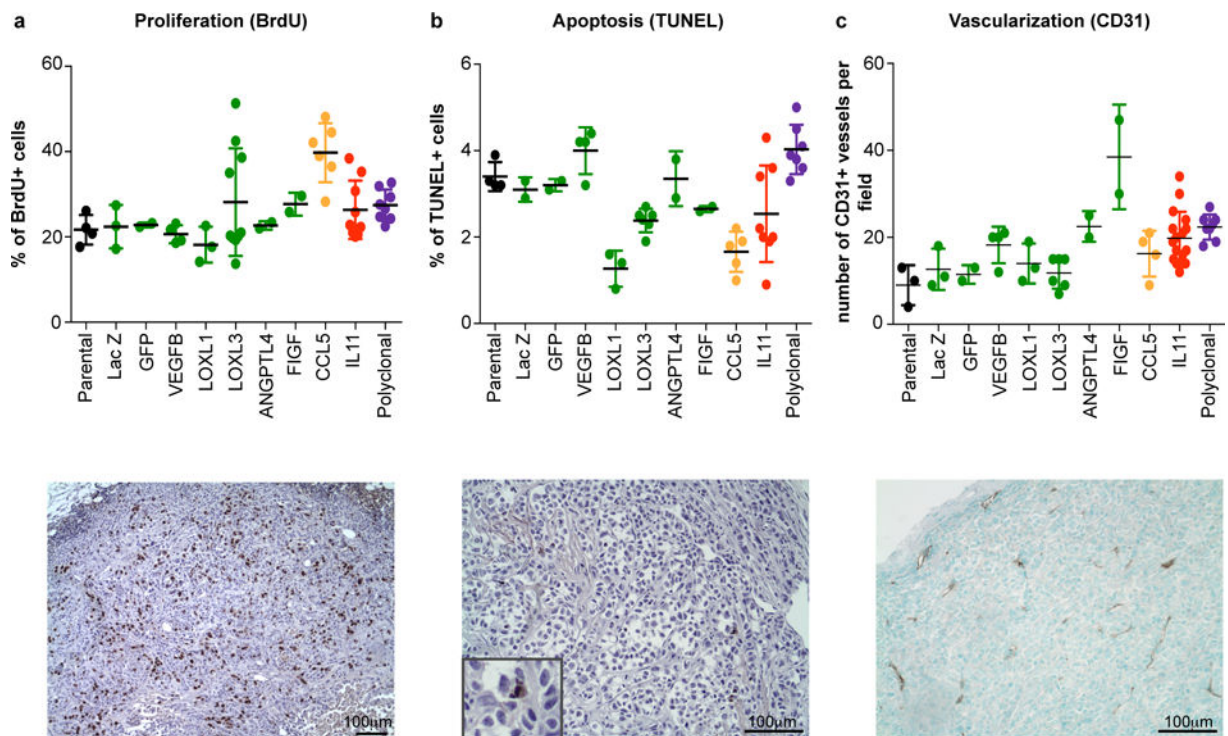 a Proliferation (BrdU)
% of BrdU+ cells
60
40
20
0
Parental
Lac Z
GFP
VEGFB
LOXL1
LOXL3
ANGPTL4
FIGF
CCL5
IL11
Polyclonal
100µm
b Apoptosis (TUNEL)
% of TUNEL+ cells
6
4
2
0
Parental
Lac Z
GFP
VEGFB
LOXL1
LOXL3
ANGPTL4
FIGF
CCL5
IL11
Polyclonal
100µm
c Vascularization (CD31)
number of CD31+ vessels per
field
60
40
20
0
Parental
Lac Z
GFP
VEGFB
LOXL1
LOXL3
ANGPTL4
FIGF
CCL5
IL11
Polyclonal
100µm